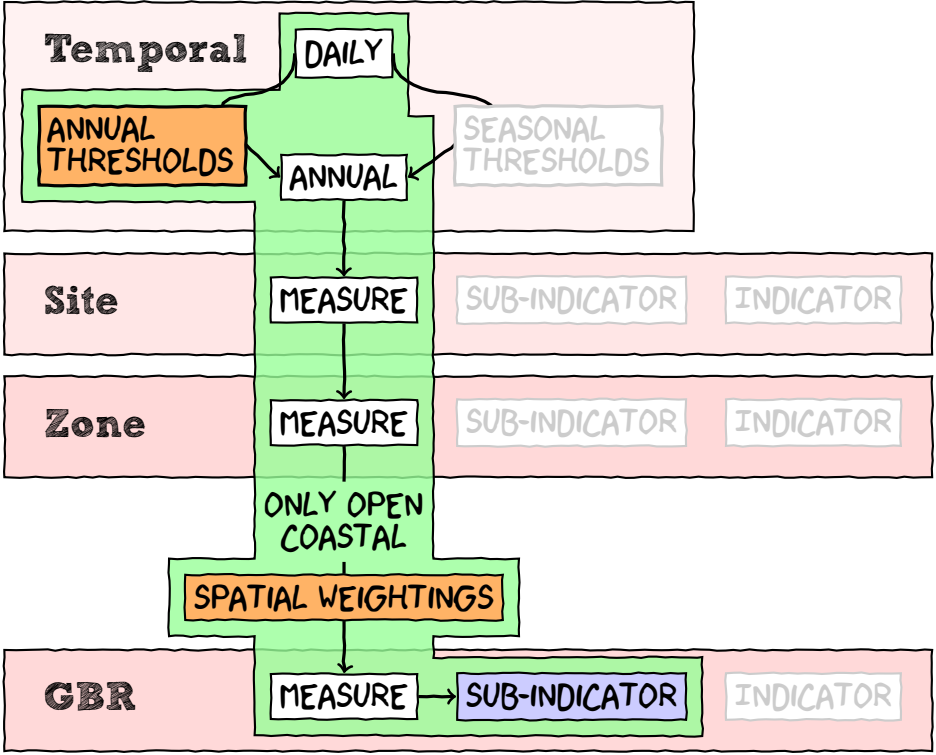 Temporal
DAILY
ANNUAL
THRESHOLDS
SEASONAL
THRESHOLDS
ANNUAL
Site
MEASURE
SUB-INDICATOR
INDICATOR
Zone
MEASURE
SUB-INDICATOR
INDICATOR
ONLY OPEN
COASTAL
SPATIAL WEIGHTINGS
GBR
MEASURE
SUB-INDICATOR
INDICATOR